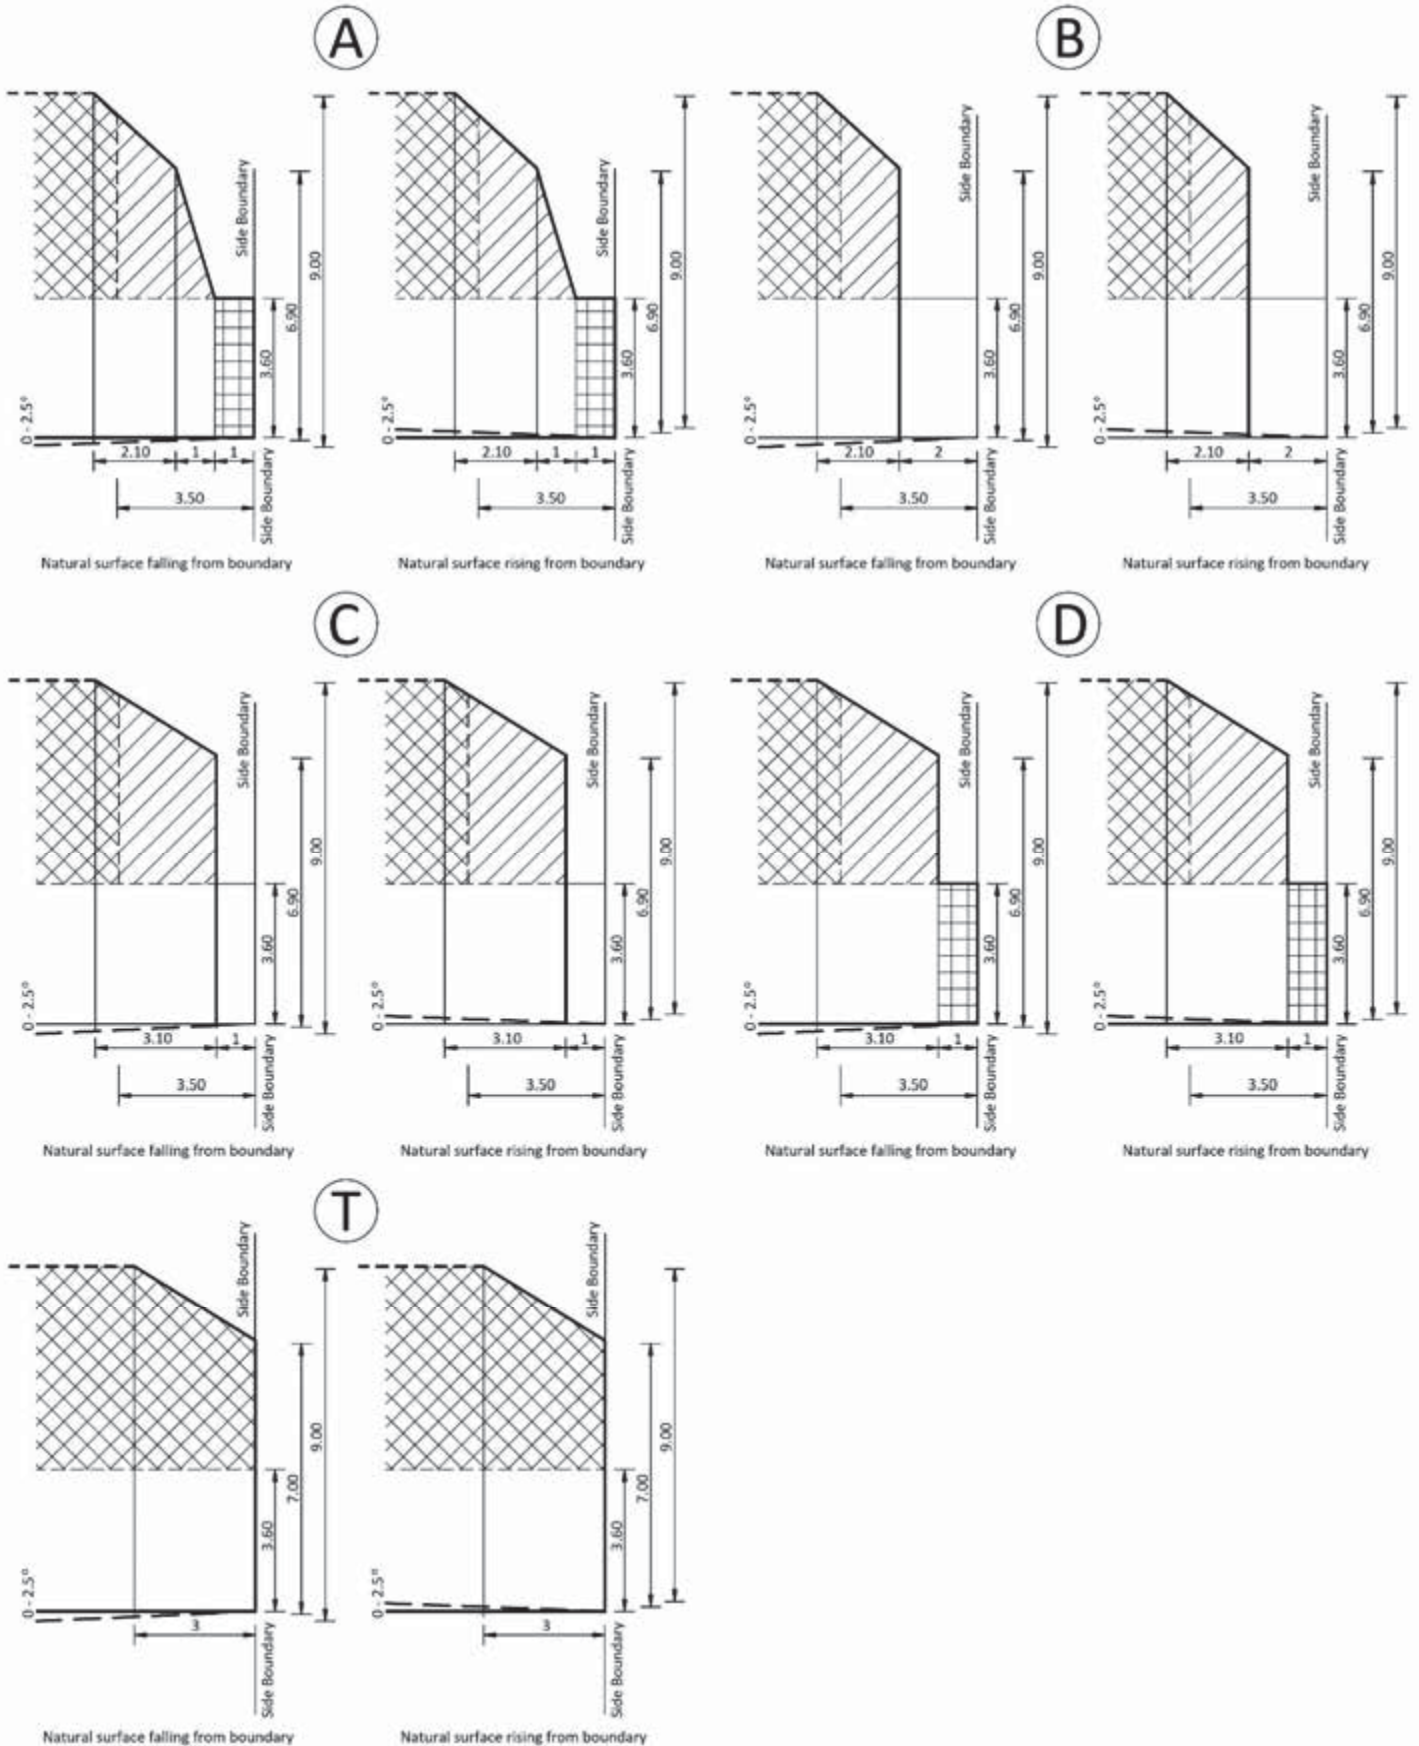 A
B
Side Boundary
Side Boundary
Side Boundary
Side Boundary
9.00
9.00
9.00
9.00
6.90
6.90
6.90
6.90
3.60
3.60
3.60
3.60
0 - 2.5°
0 - 2.5°
0 - 2.5°
0 - 2.5°
2.10 1 1
2.10 1 1
2.10 2
2.10 2
3.50
3.50
3.50
3.50
Side Boundary
Side Boundary
Side Boundary
Side Boundary
Natural surface falling from boundary
Natural surface rising from boundary
Natural surface falling from boundary
Natural surface rising from boundary
C
D
Side Boundary
Side Boundary
Side Boundary
Side Boundary
9.00
9.00
9.00
9.00
6.90
6.90
6.90
6.90
3.60
3.60
3.60
3.60
0 - 2.5°
0 - 2.5°
0 - 2.5°
0 - 2.5°
3.10 1
3.10 1
3.10 1
3.10 1
3.50
3.50
3.50
3.50
Side Boundary
Side Boundary
Side Boundary
Side Boundary
Natural surface falling from boundary
Natural surface rising from boundary
Natural surface falling from boundary
Natural surface rising from boundary
T
Side Boundary
Side Boundary
9.00
9.00
7.00
7.00
3.60
3.60
0 - 2.5°
0 - 2.5°
3
3
Side Boundary
Side Boundary
Natural surface falling from boundary
Natural surface rising from boundary